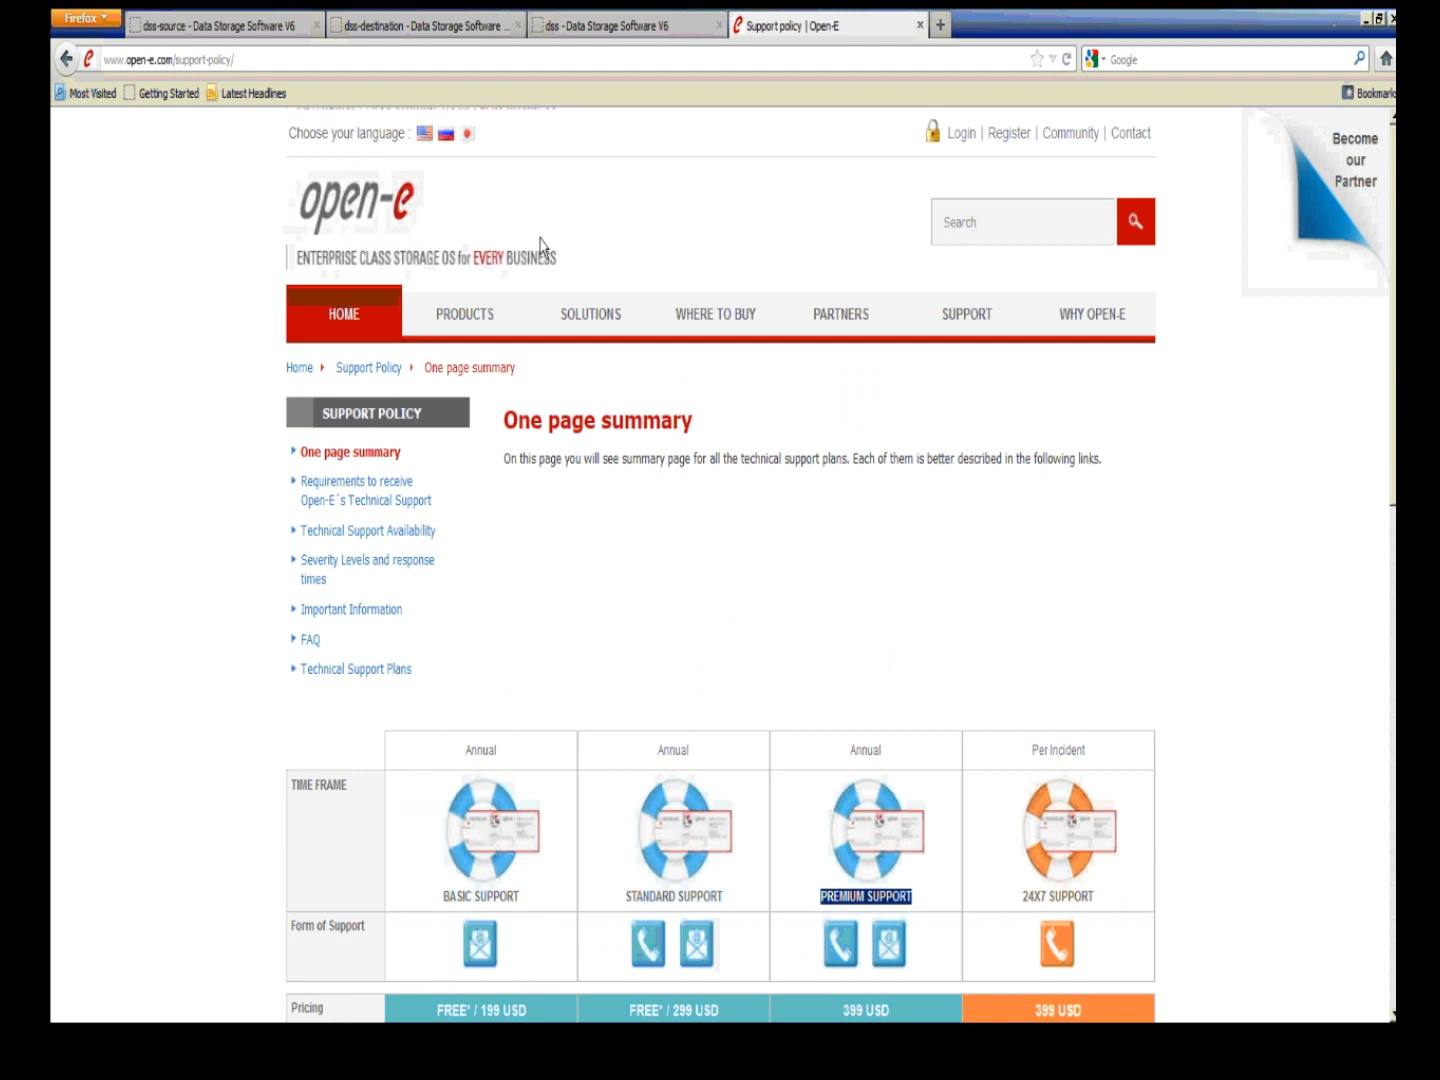 Firefox
dss-source - Data Storage Software V6
dss-destination - Data Storage Software ...
dss - Data Storage Software V6
Support policy | Open-E
www.open-e.com/support-policy/
Google
Most Visited
Getting Started
Latest Headlines
Bookmark
Choose your language :
Login | Register | Community | Contact
Become
our
Partner
open-e
Search
ENTERPRISE CLASS STORAGE OS for EVERY BUSINESS
HOME
PRODUCTS
SOLUTIONS
WHERE TO BUY
PARTNERS
SUPPORT
WHY OPEN-E
Home
Support Policy
One page summary
SUPPORT POLICY
One page summary
On this page you will see summary page for all the technical support plans. Each of them is better described in the following links.
One page summary
Requirements to receive
Open-E´s Technical Support
Technical Support Availability
Severity Levels and response
times
Important Information
FAQ
Technical Support Plans
Annual
Annual
Annual
Per Incident
TIME FRAME
BASIC SUPPORT
STANDARD SUPPORT
PREMIUM SUPPORT
24X7 SUPPORT
Form of Support
Pricing
FREE* / 199 USD
FREE* / 299 USD
399 USD
399 USD